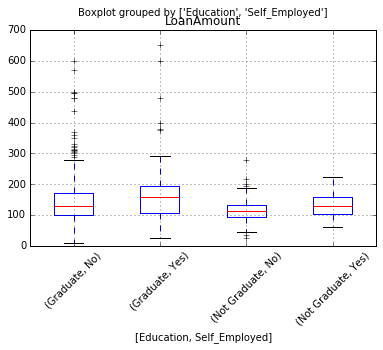 Boxplot grouped by ['Education', 'Self_Employed']
LoanAmount
700
600
500
400
300
200
100
0
(Graduate, No)
(Graduate, Yes)
(Not Graduate, No)
(Not Graduate, Yes)
[Education, Self_Employed]